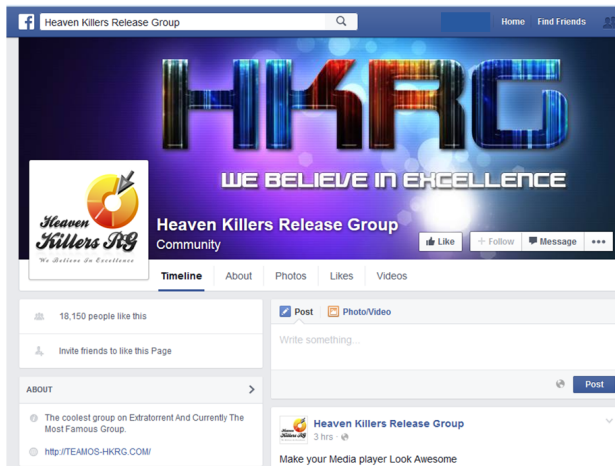 Heaven Killers Release Group
Home
Find Friends
HKRG
WE BELIEVE IN EXCELLENCE
Heaven
Killers RG
We Believe In Excellence
Heaven Killers Release Group
Community
Like
+ Follow
Message
Timeline
About
Photos
Likes
Videos
18,150 people like this
Invite friends to like this Page
ABOUT
The coolest group on Extratorrent And Currently The
Most Famous Group.
http://TEAMOS-HKRG.COM/
Post
Photo/Video
Write something...
Post
Heaven
Killers RG
Heaven Killers Release Group
3 hrs ·
Make your Media player Look Awesome